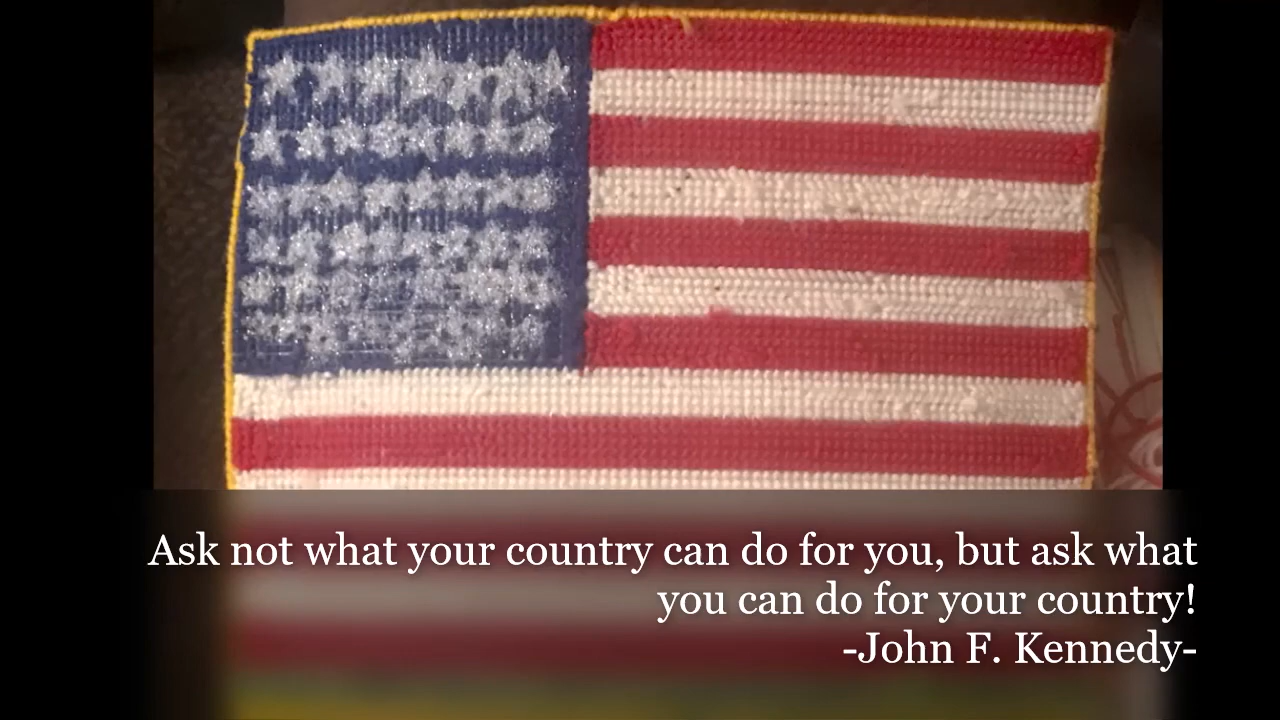 Ask not what your country can do for you, but ask what
you can do for your country!
-John F. Kennedy-